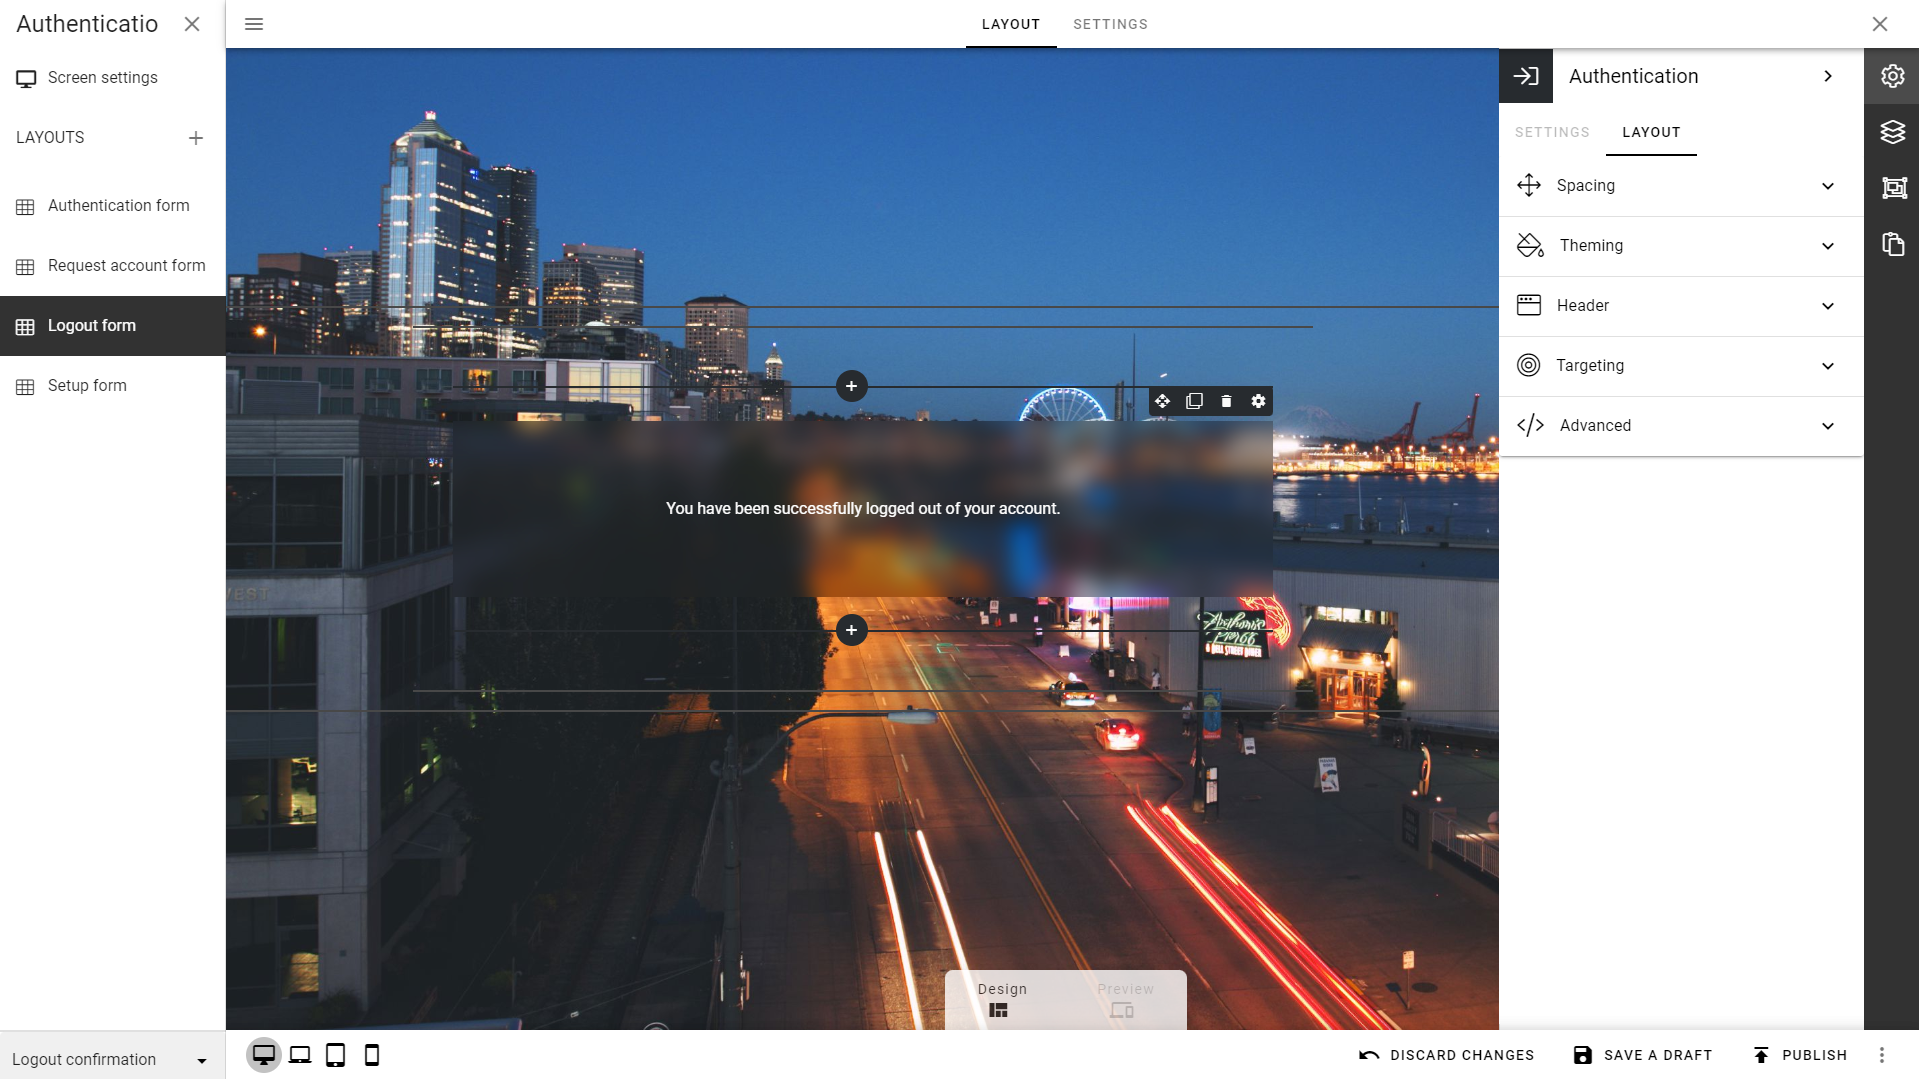 Authenticatio
Screen settings
LAYOUTS
Authentication form
Request account form
Logout form
Setup form
Logout confirmation
LAYOUT
SETTINGS
You have been successfully logged out of your account.
Design
Preview
Authentication
SETTINGS
LAYOUT
Spacing
Theming
Header
Targeting
Advanced
DISCARD CHANGES
SAVE A DRAFT
PUBLISH